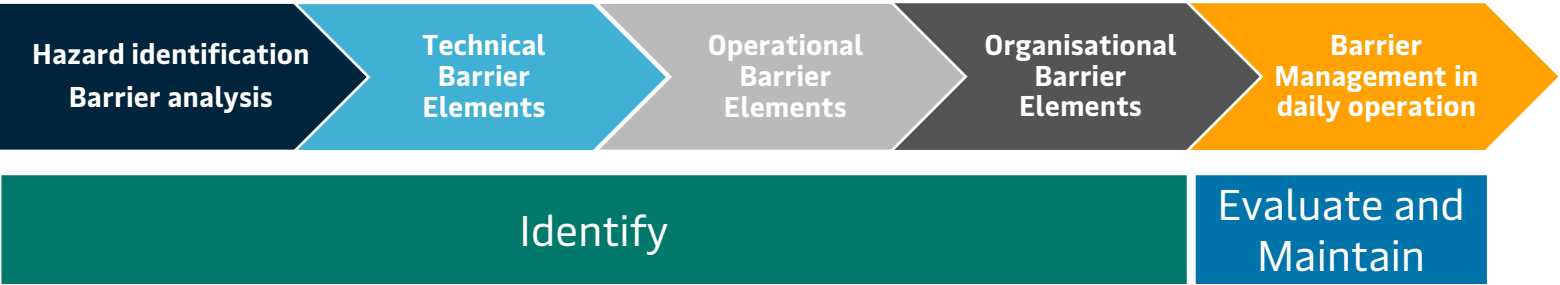 Hazard identification
Barrier analysis
Technical
Barrier
Elements
Operational
Barrier
Elements
Organisational
Barrier
Elements
Barrier
Management in
daily operation
Identify
Evaluate and
Maintain